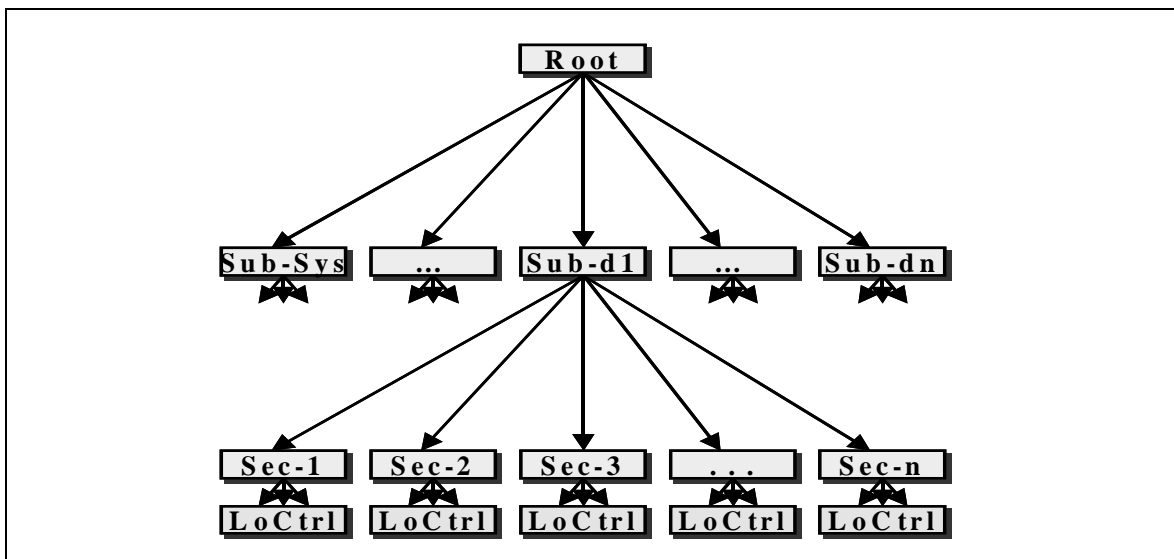 Root
Sub-Sys ... Sub-d1 ... Sub-dn
Sec-1 Sec-2 Sec-3 ... Sec-n
LoCtrl LoCtrl LoCtrl LoCtrl LoCtrl